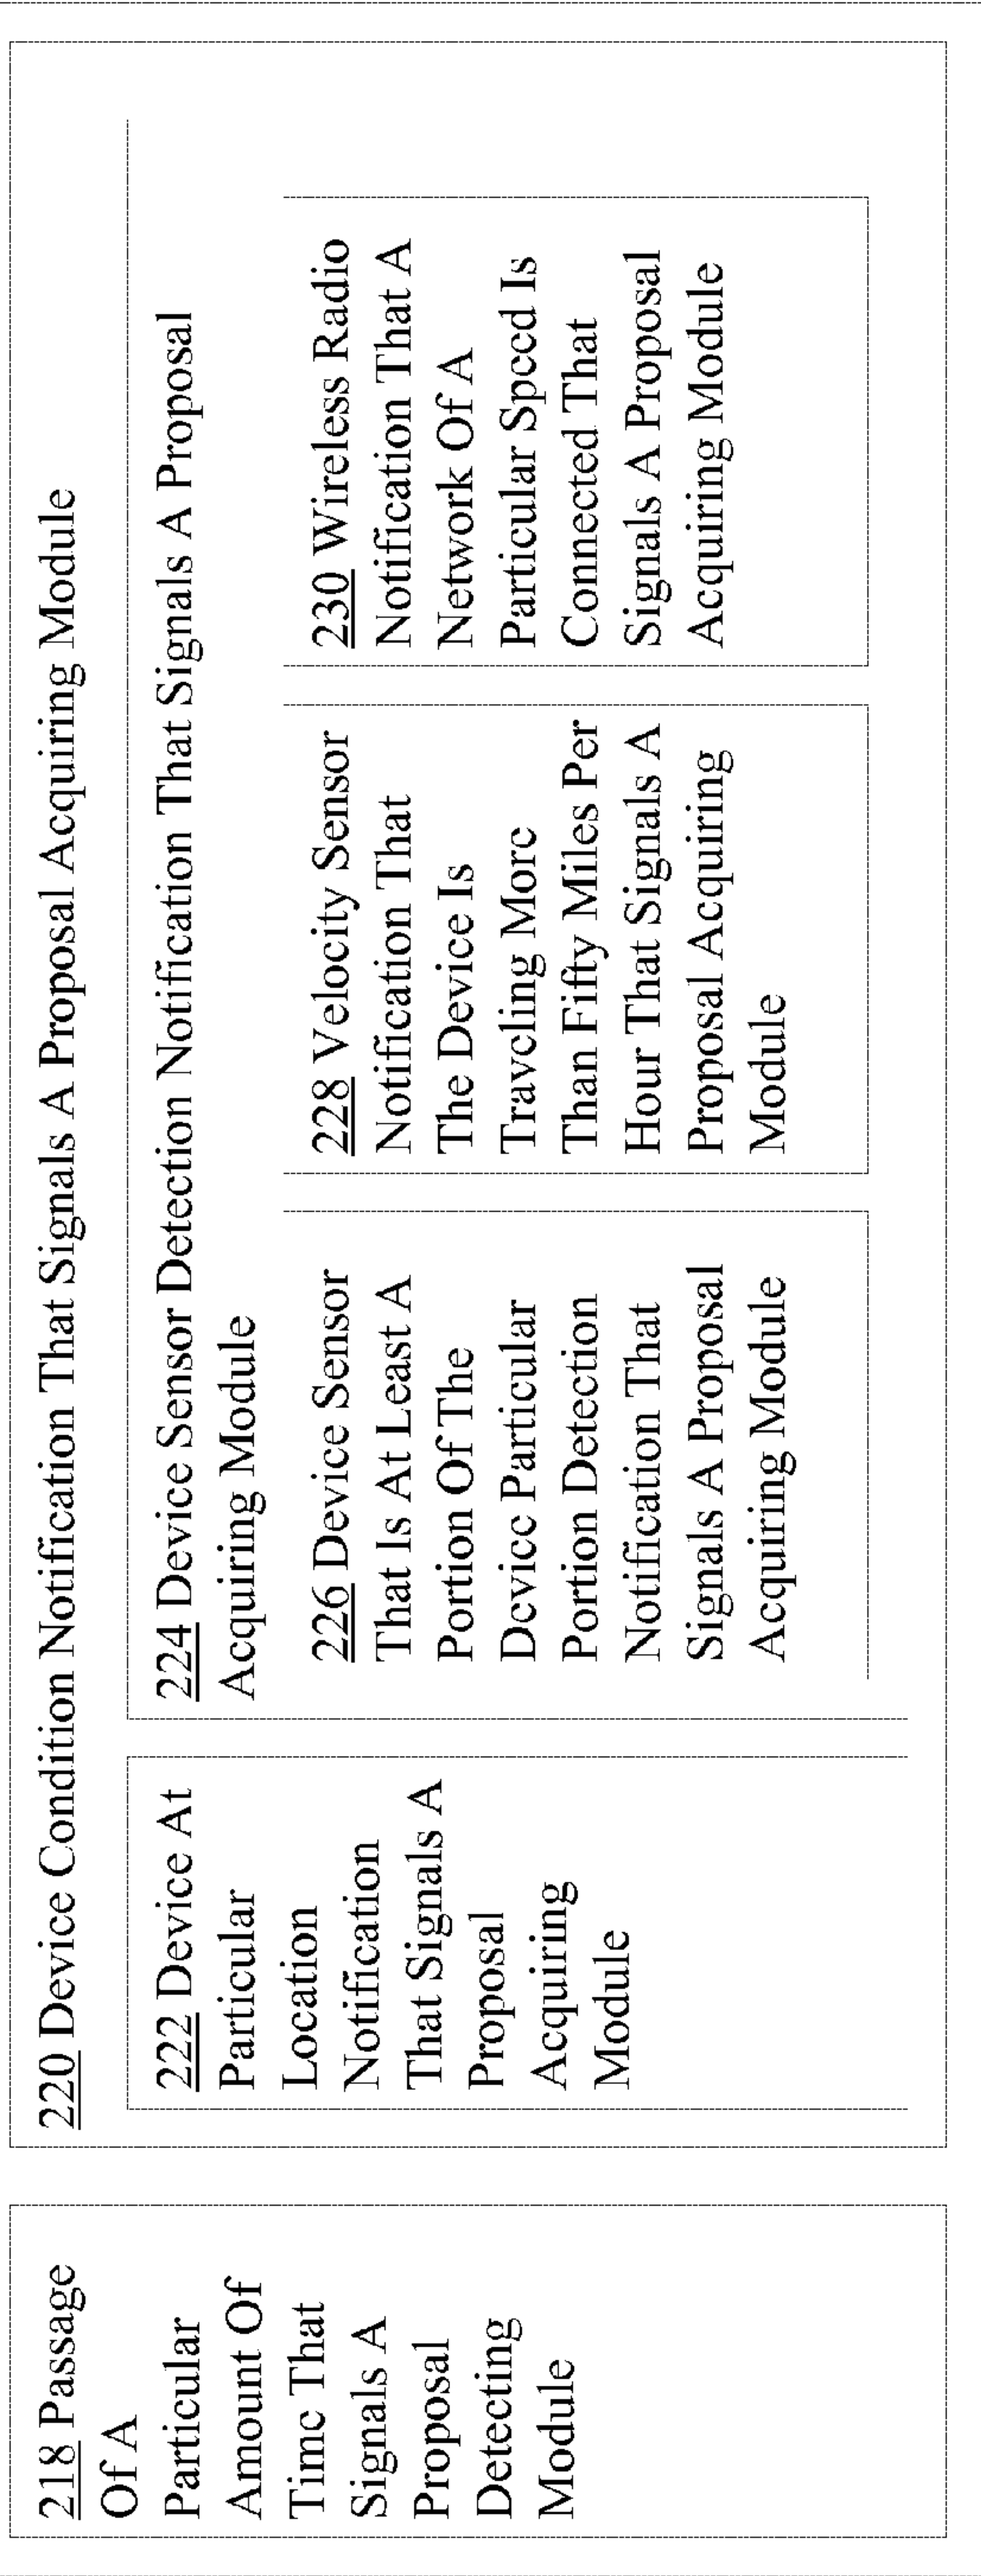 218 Passage
Of A
Particular
Amount Of
Time That
Signals A
Proposal
Detecting
Module
220 Device Condition Notification That Signals A Proposal Acquiring Module
222 Device At
Particular
Location
Notification
That Signals A
Proposal
Acquiring
Module
224 Device Sensor Detection Notification That Signals A Proposal
Acquiring Module
226 Device Sensor
That Is At Least A
Portion Of The
Device Particular
Portion Detection
Notification That
Signals A Proposal
Acquiring Module
228 Velocity Sensor
Notification That
The Device Is
Traveling More
Than Fifty Miles Per
Hour That Signals A
Proposal Acquiring
Module
230 Wireless Radio
Notification That A
Network Of A
Particular Speed Is
Connected That
Signals A Proposal
Acquiring Module